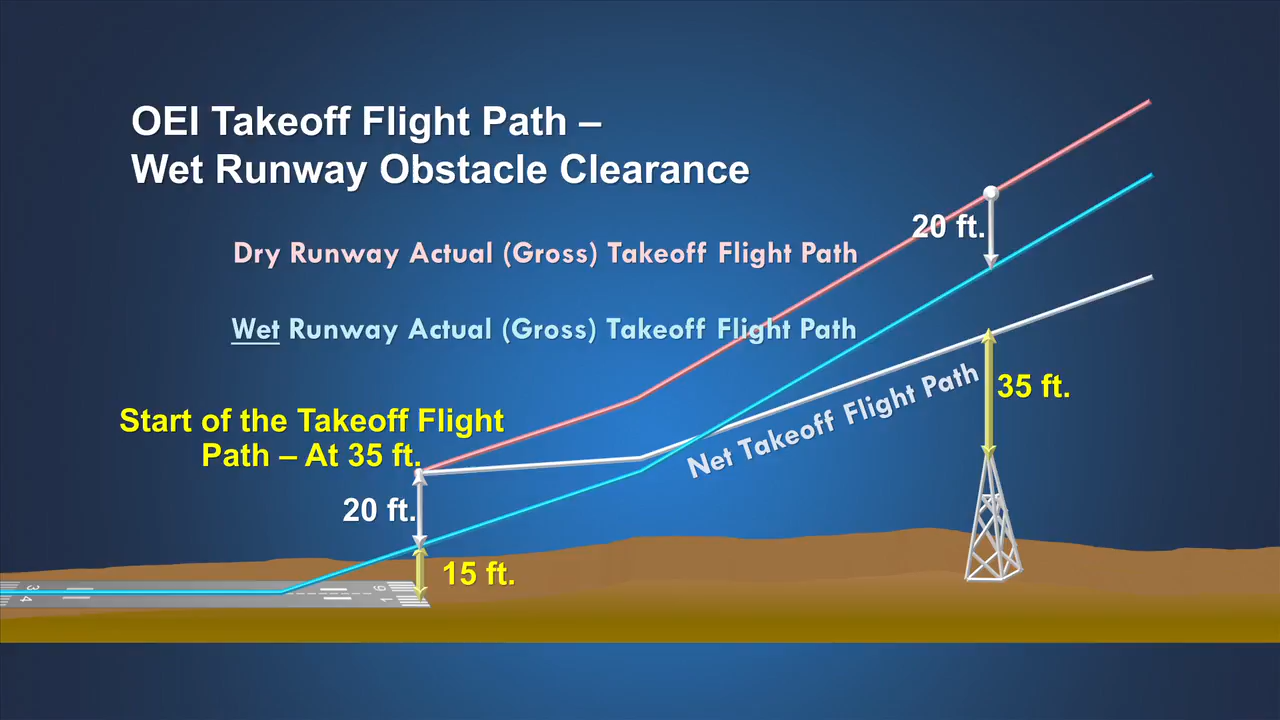 OEI Takeoff Flight Path –
Wet Runway Obstacle Clearance
20 ft.
Dry Runway Actual (Gross) Takeoff Flight Path
Wet Runway Actual (Gross) Takeoff Flight Path
Net Takeoff Flight Path
35 ft.
Start of the Takeoff Flight
Path – At 35 ft.
20 ft.
15 ft.
34
16